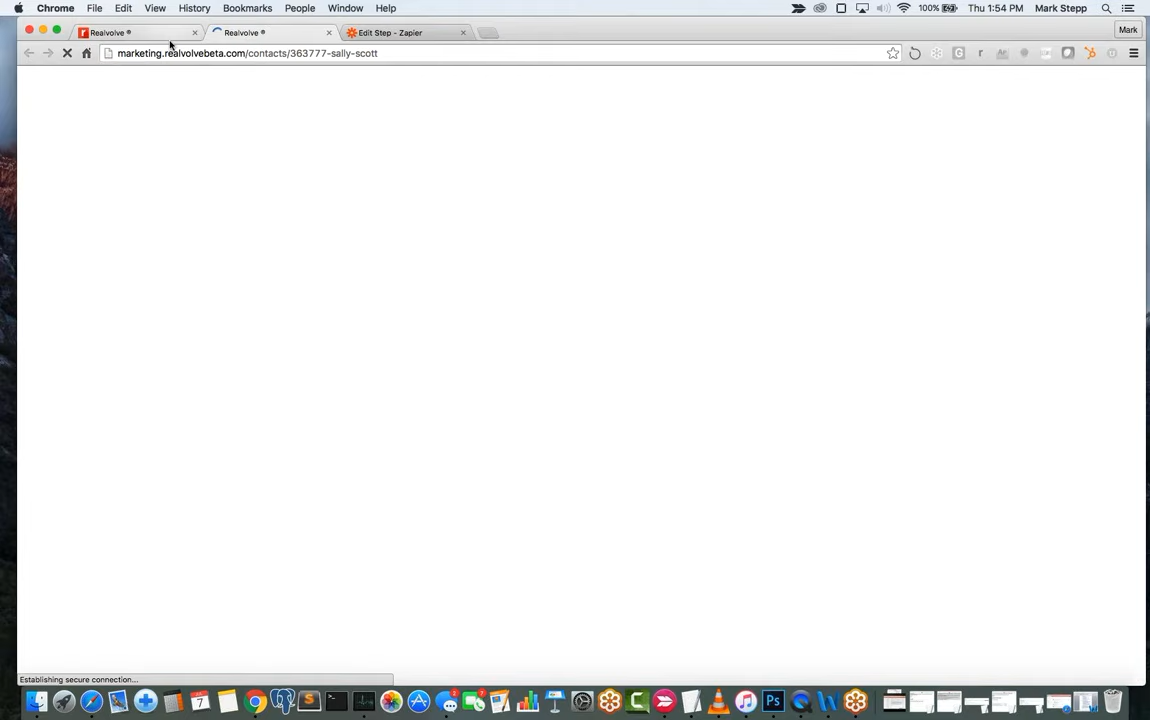 Chrome File Edit View History Bookmarks People Window Help 100% Thu 1:54 PM Mark Stepp
Realvolve ® Realvolve ® Edit Step - Zapier Mark
marketing.realvolvebeta.com/contacts/363777-sally-scott
Establishing secure connection...